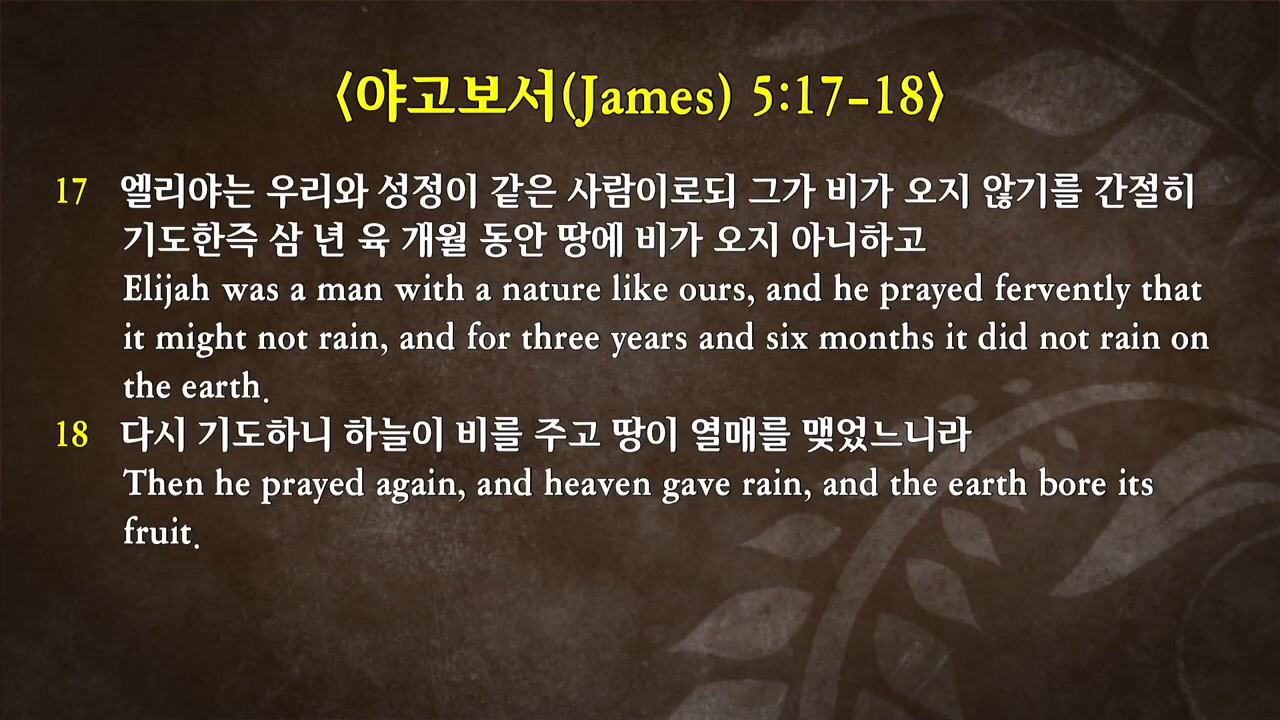 〈야고보서(James) 5:17-18〉
17 엘리야는 우리와 성정이 같은 사람이로되 그가 비가 오지 않기를 간절히
기도한즉 삼 년 육 개월 동안 땅에 비가 오지 아니하고
Elijah was a man with a nature like ours, and he prayed fervently that
it might not rain, and for three years and six months it did not rain on
the earth.
18 다시 기도하니 하늘이 비를 주고 땅이 열매를 맺었느니라
Then he prayed again, and heaven gave rain, and the earth bore its
fruit.